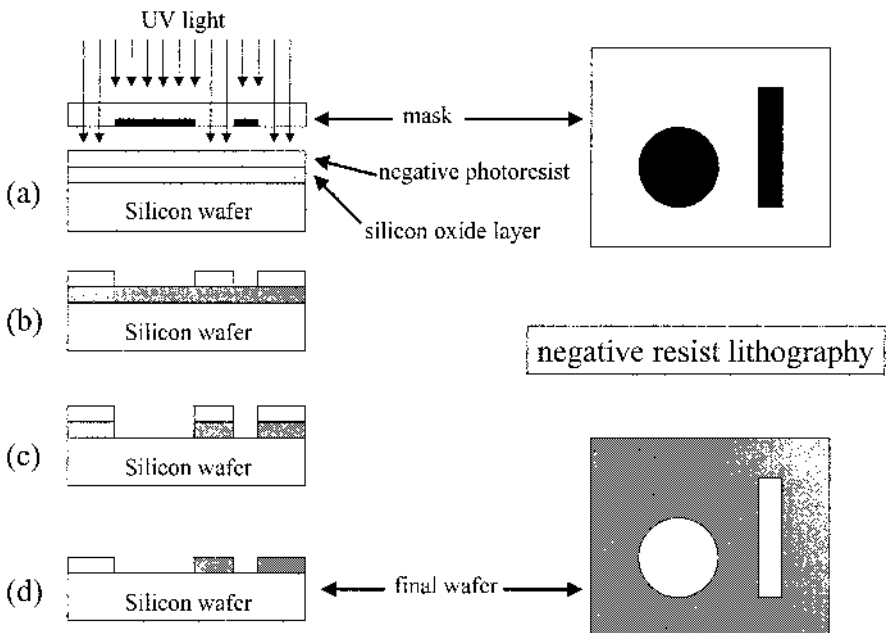 UV light
mask
negative photoresist
(a)
Silicon wafer
silicon oxide layer
(b)
Silicon wafer
negative resist lithography
(c)
Silicon wafer
(d)
final wafer
Silicon wafer